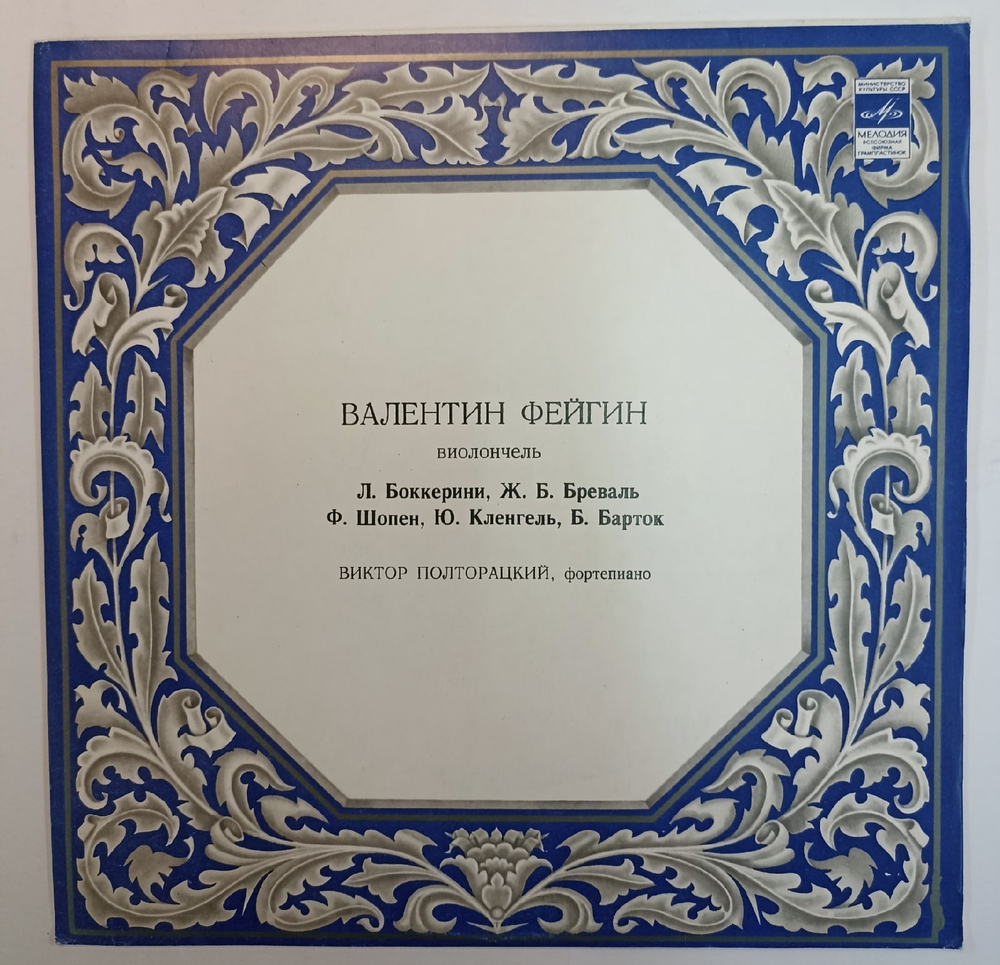 МИНИСТЕРСТВО
КУЛЬТУРЫ СССР
МЕЛОДИЯ
ВСЕСОЮЗНАЯ
ФИРМА
ГРАМПЛАСТИНОК
ВАЛЕНТИН ФЕЙГИН
виолончель
Л. Боккерини, Ж. Б. Бреваль
Ф. Шопен, Ю. Кленгель, Б. Барток
ВИКТОР ПОЛТОРАЦКИЙ, фортепиано